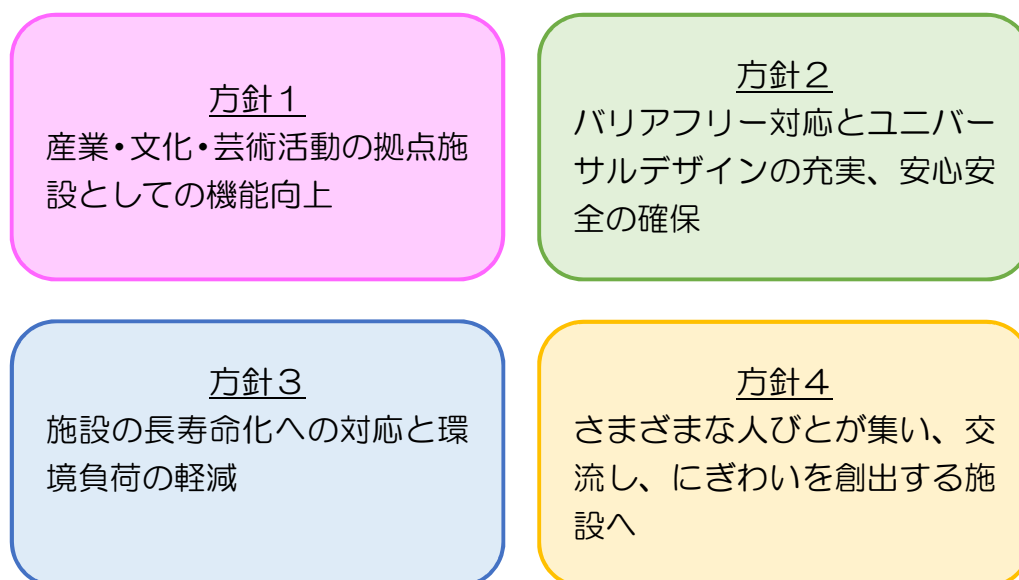 方針１
産業・文化・芸術活動の拠点施
設としての機能向上
方針２
バリアフリー対応とユニバー
サルデザインの充実、安心安
全の確保
方針３
施設の長寿命化への対応と環
境負荷の軽減
方針４
さまざまな人びとが集い、交
流し、にぎわいを創出する施
設へ